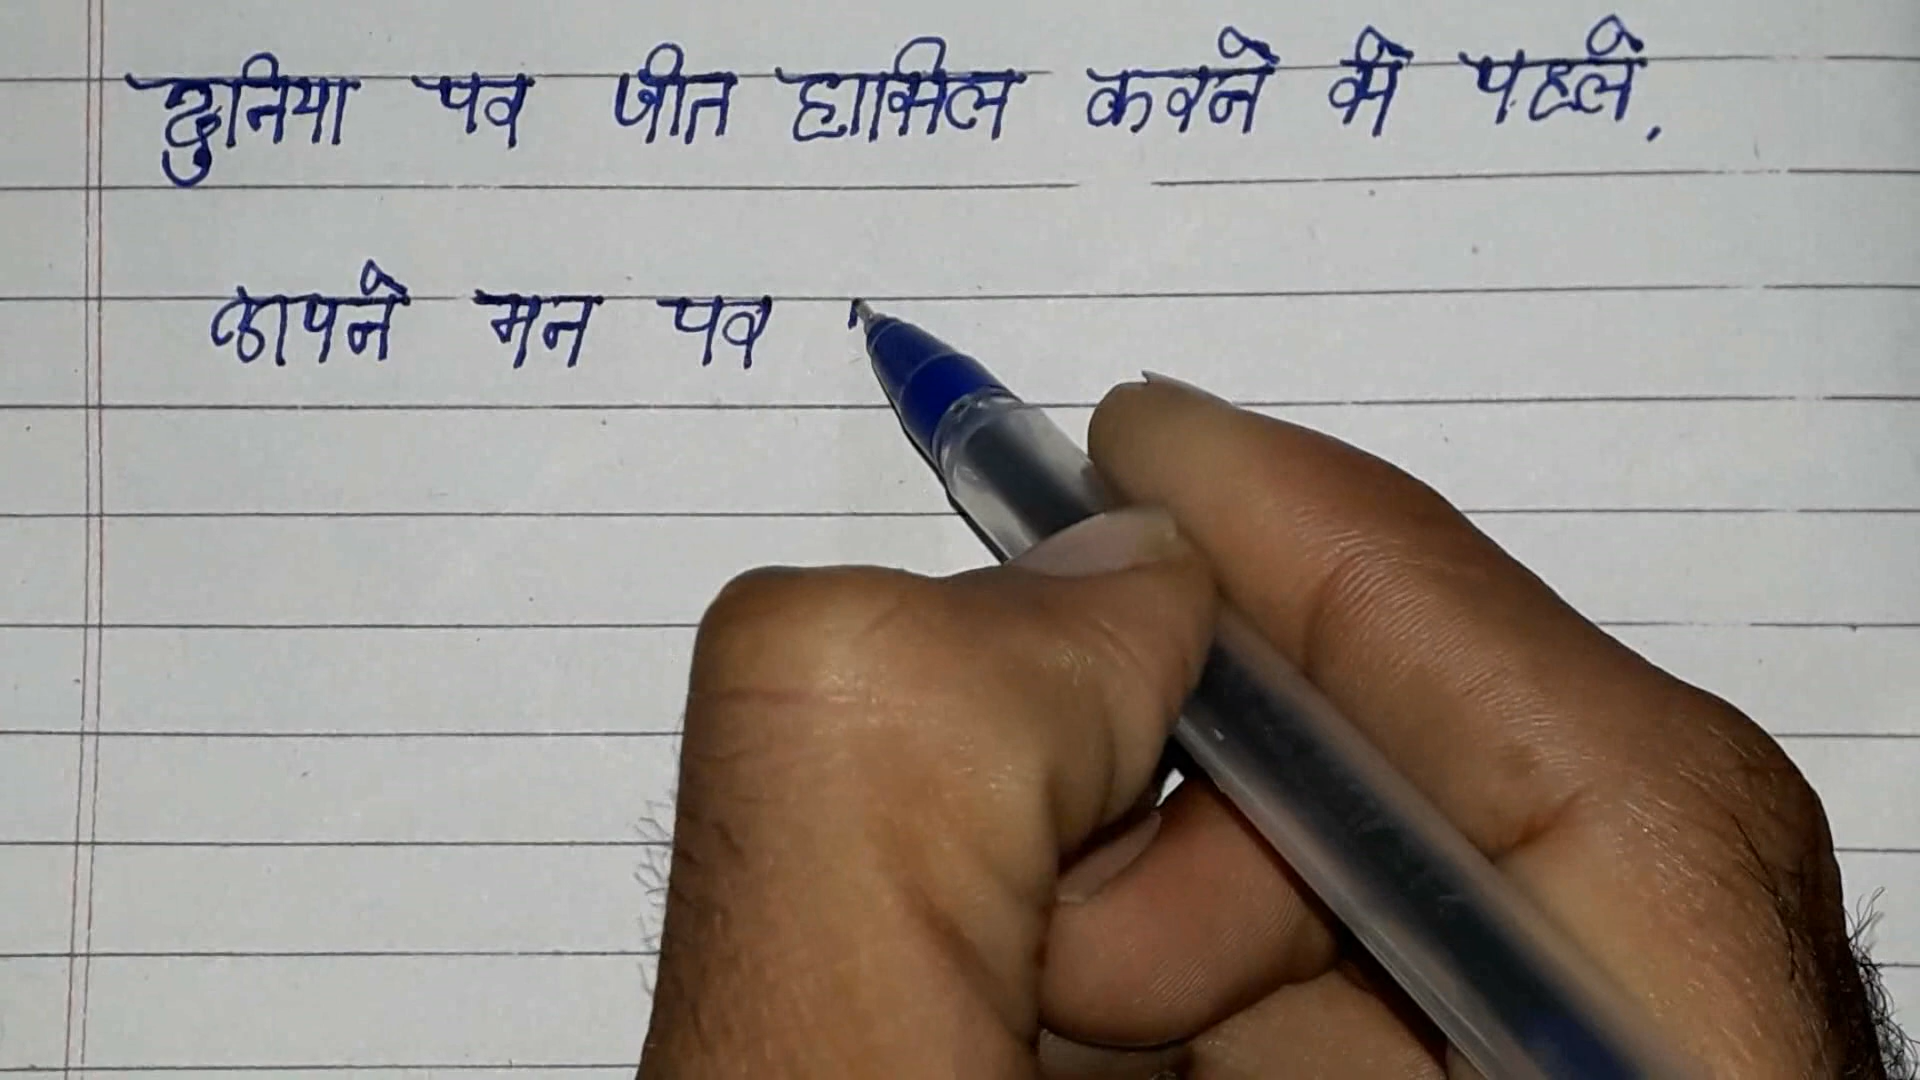 दुनिया पर जीत हासिल करने से पहले,
अपने मन पर